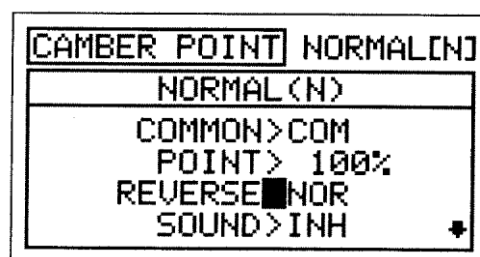 CAMBER POINT NORMAL[N]
NORMAL(N)
COMMON>COM
POINT> 100%
REVERSE■NOR
SOUND>INH